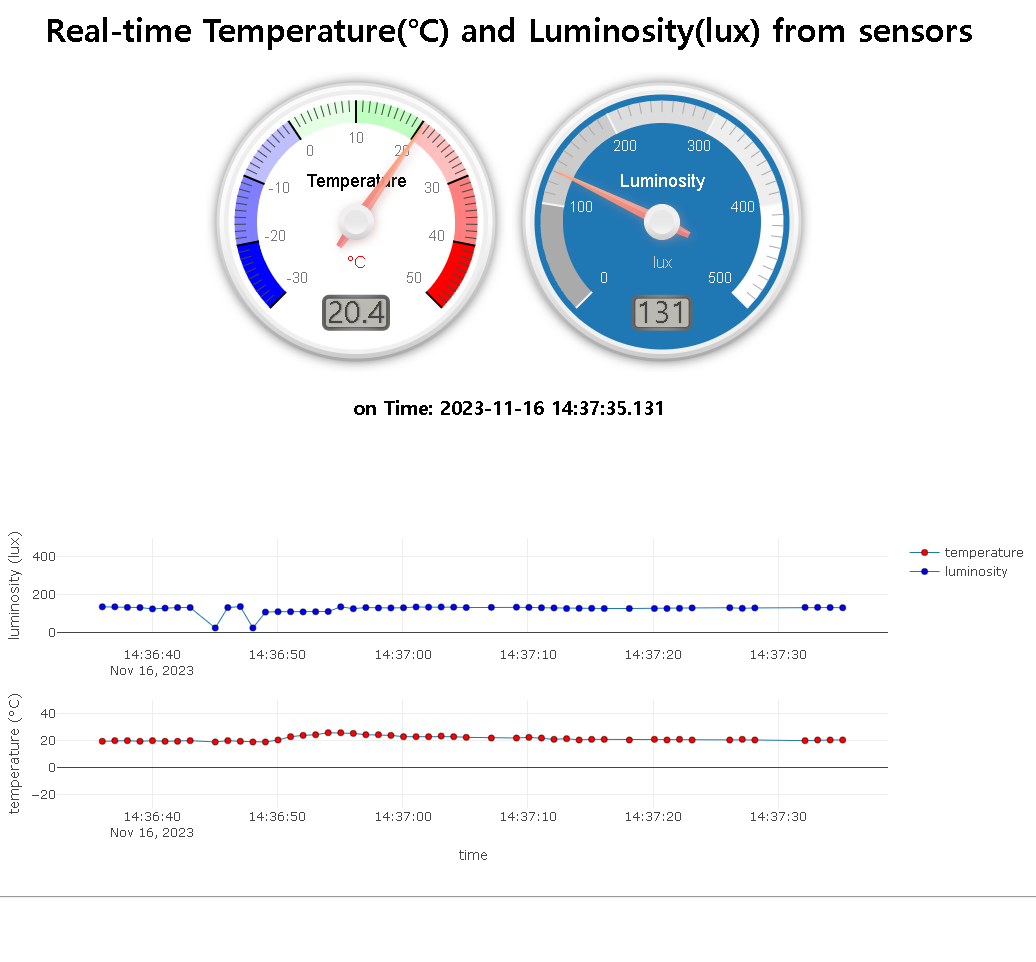 Real-time Temperature(°C) and Luminosity(lux) from sensors
-30
-20
-10
0
10
20
30
40
50
Temperature
°C
20.4
0
100
200
300
400
500
Luminosity
lux
131
on Time: 2023-11-16 14:37:35.131
luminosity (lux)
400
200
0
14:36:40 14:36:50 14:37:00 14:37:10 14:37:20 14:37:30
Nov 16, 2023
temperature
luminosity
temperature (°C)
40
20
0
−20
14:36:40 14:36:50 14:37:00 14:37:10 14:37:20 14:37:30
Nov 16, 2023
time